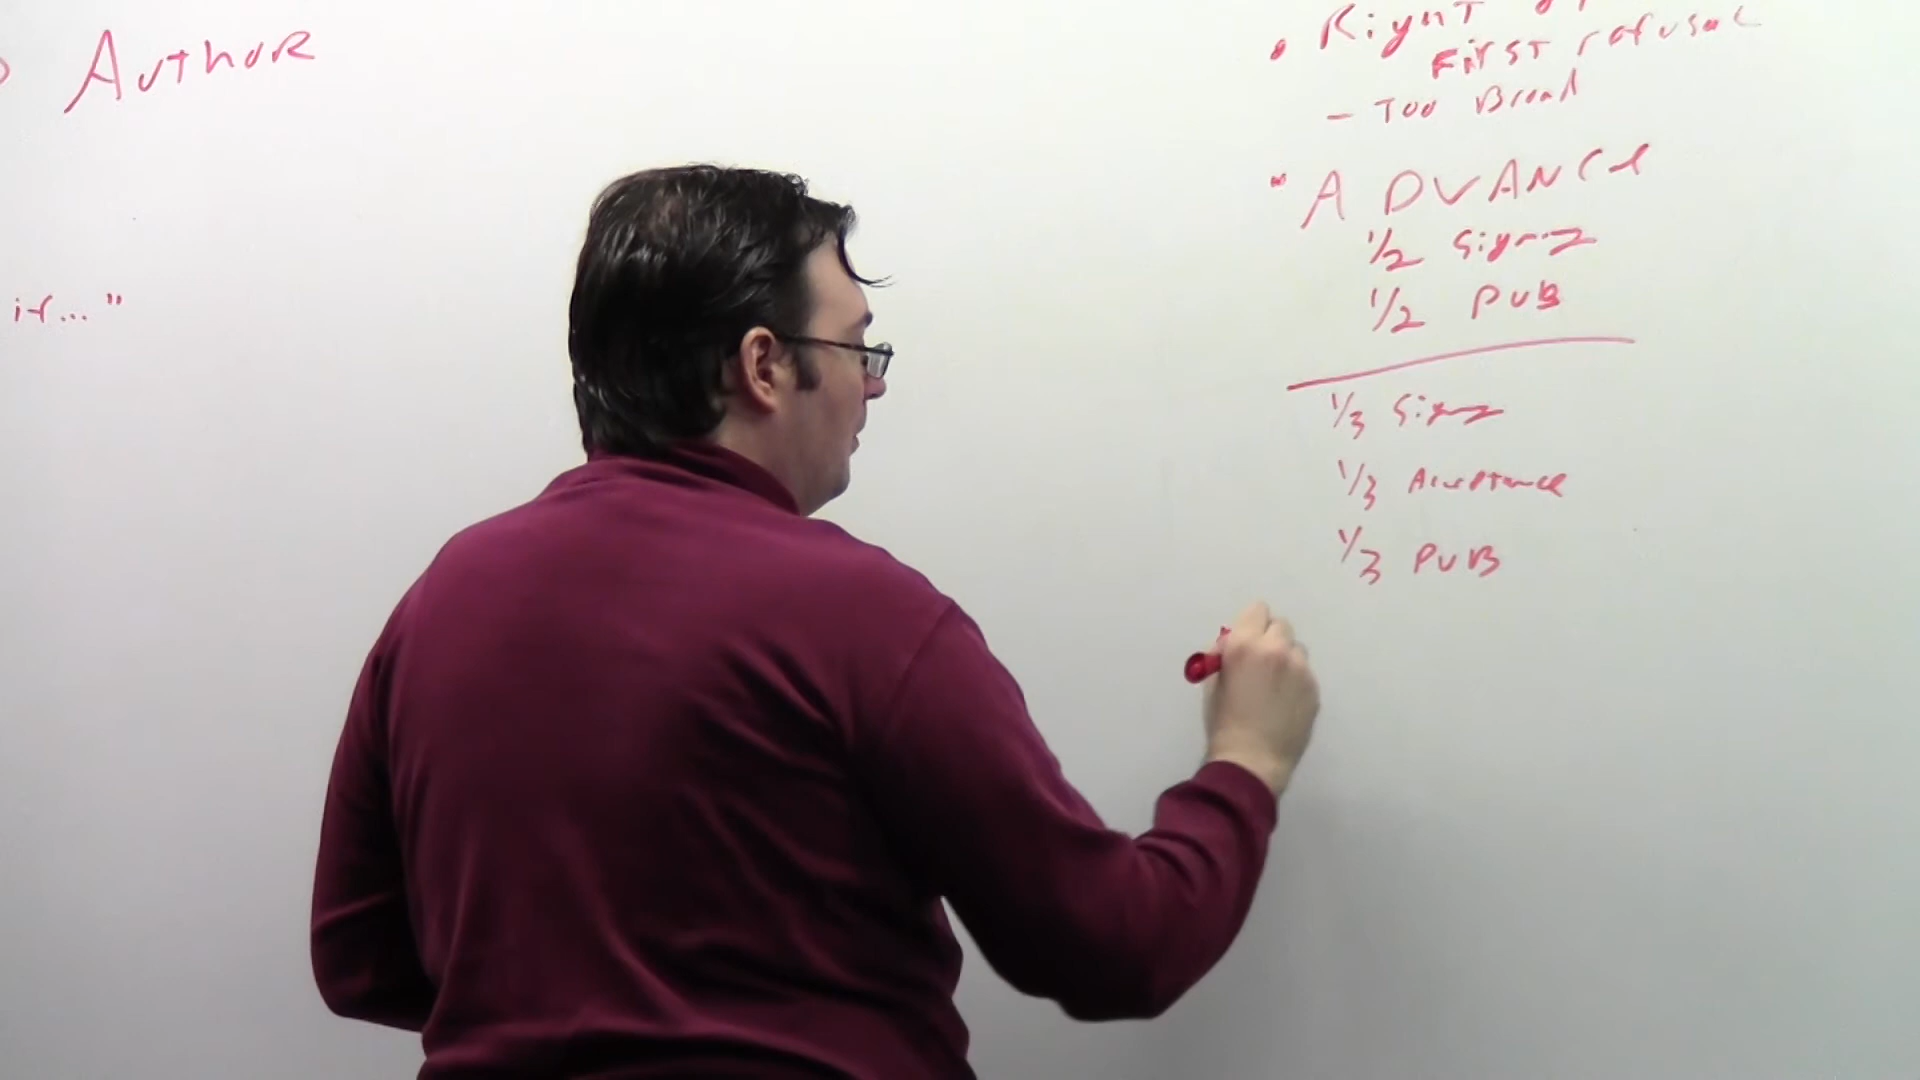 Author
if..."
• Right of
First refusal
- Too Broad
• ADVANCE
1/2 Signing
1/2 PUB
1/3 Signing
1/3 Acceptance
1/3 PUB